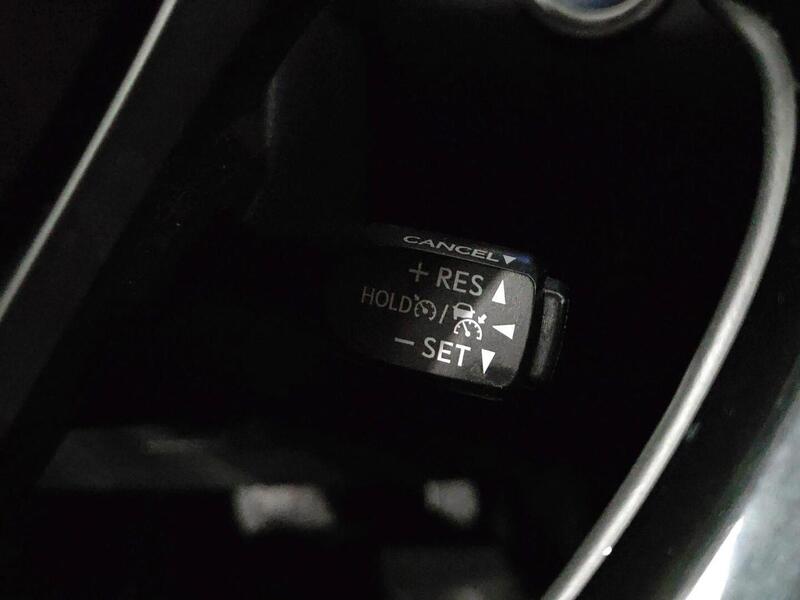 CANCEL▼
+ RES ▲
HOLD / ◀
− SET ▼